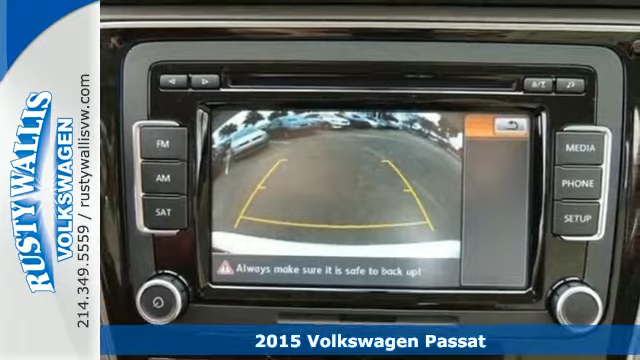 RUSTY WALLIS
VOLKSWAGEN
214.349.5559 / rustywallisvw.com
FM
AM
SAT
MEDIA
PHONE
SETUP
Always make sure it is safe to back up!
2015 Volkswagen Passat